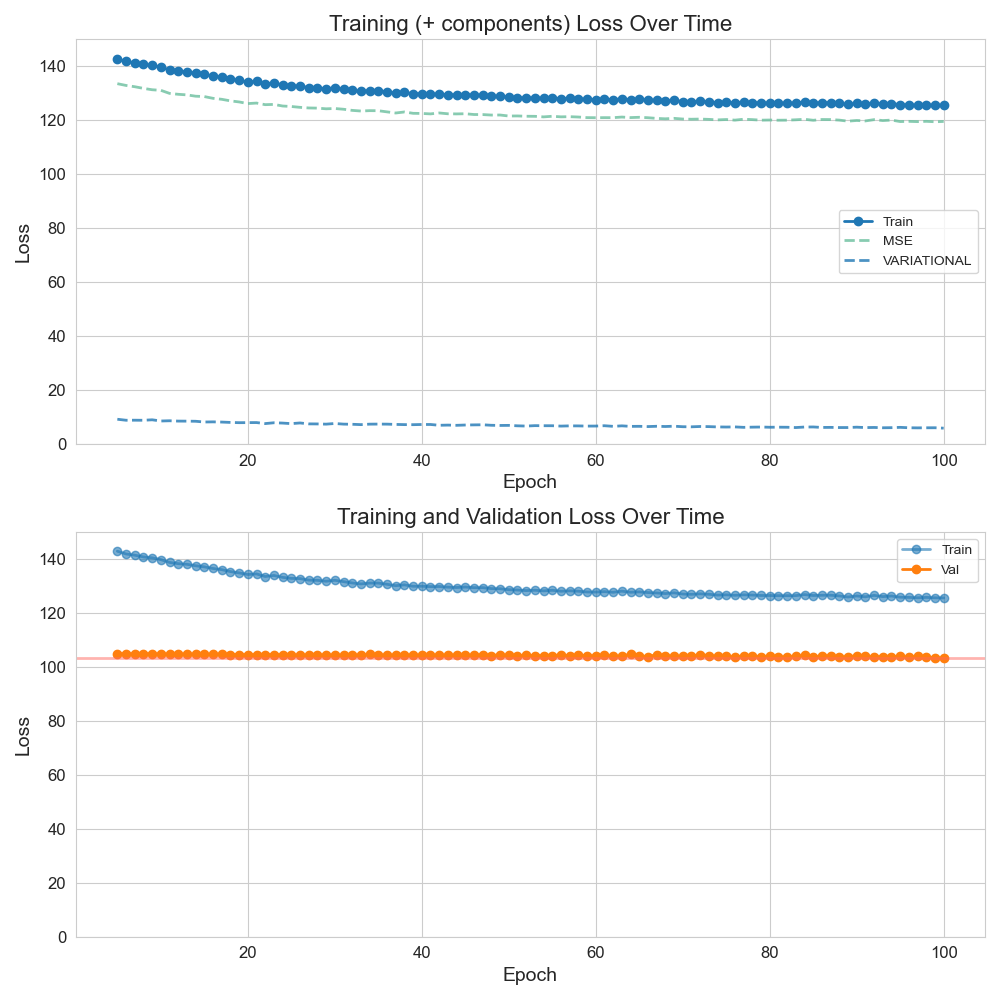 Training (+ components) Loss Over Time
140
120
100
80
60
40
20
0
Loss
Train
MSE
VARIATIONAL
20 40 60 80 100
Epoch
Training and Validation Loss Over Time
140
120
100
80
60
40
20
0
Loss
Train
Val
20 40 60 80 100
Epoch